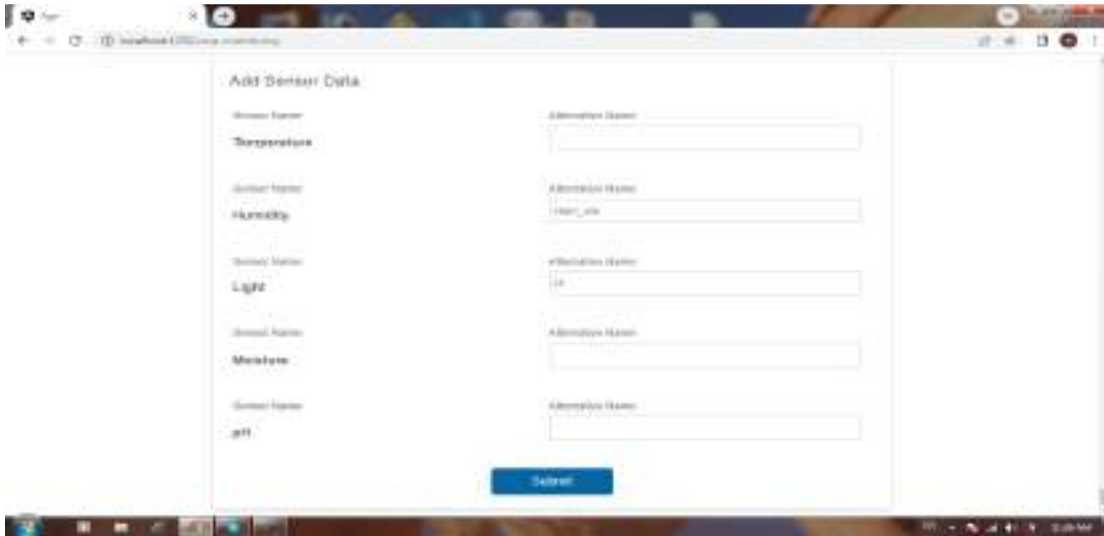 Add Sensor Data
Sensor Name
Alternative Name
Temperature
Sensor Name
Alternative Name
Humidity
Sensor Name
Alternative Name
Light
Sensor Name
Alternative Name
Moisture
Sensor Name
Alternative Name
pH
Submit